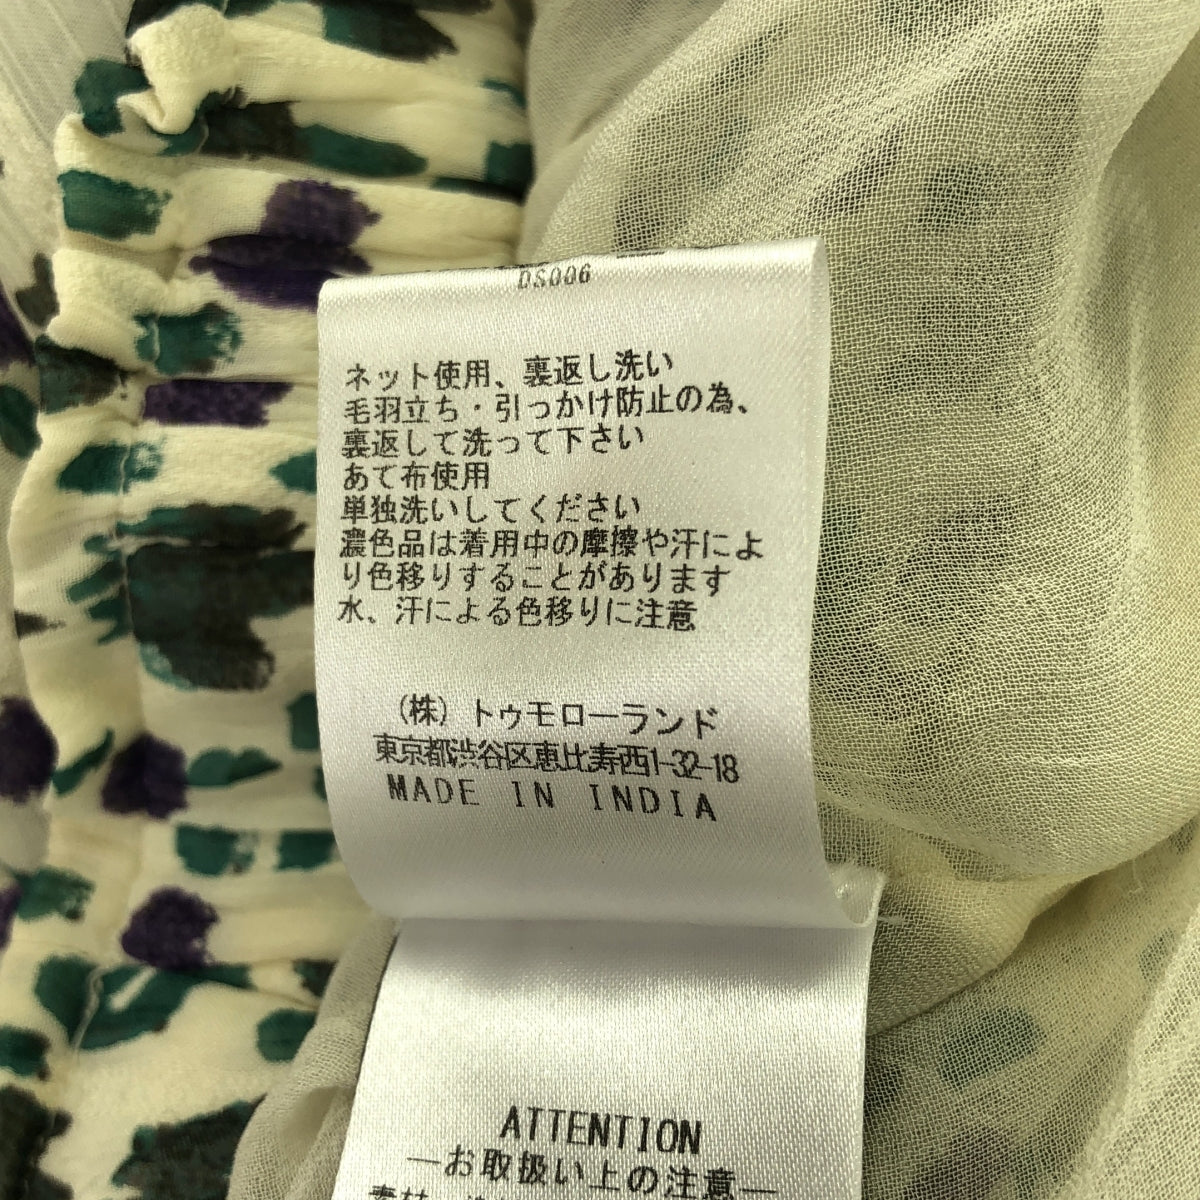 DS006
ネット使用、裏返し洗い
毛羽立ち・引っかけ防止の為、
裏返して洗って下さい
あて布使用
単独洗いしてください
濃色品は着用中の摩擦や汗によ
り色移りすることがあります
水、汗による色移りに注意
(株)トゥモローランド
東京都渋谷区恵比寿西1-32-18
MADE IN INDIA
ATTENTION
―お取扱い上の注意―